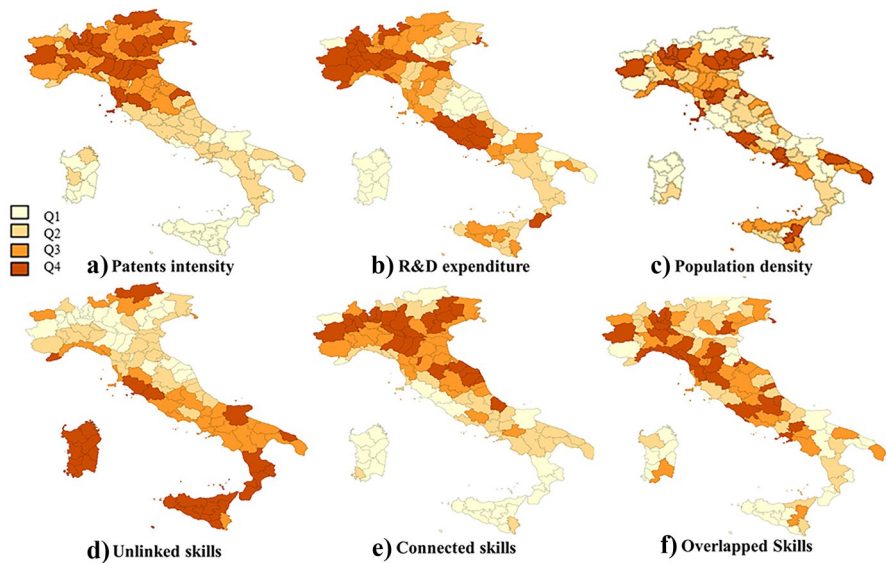 Q1
Q2
Q3
Q4
a) Patents intensity
b) R&D expenditure
c) Population density
d) Unlinked skills
e) Connected skills
f) Overlapped Skills